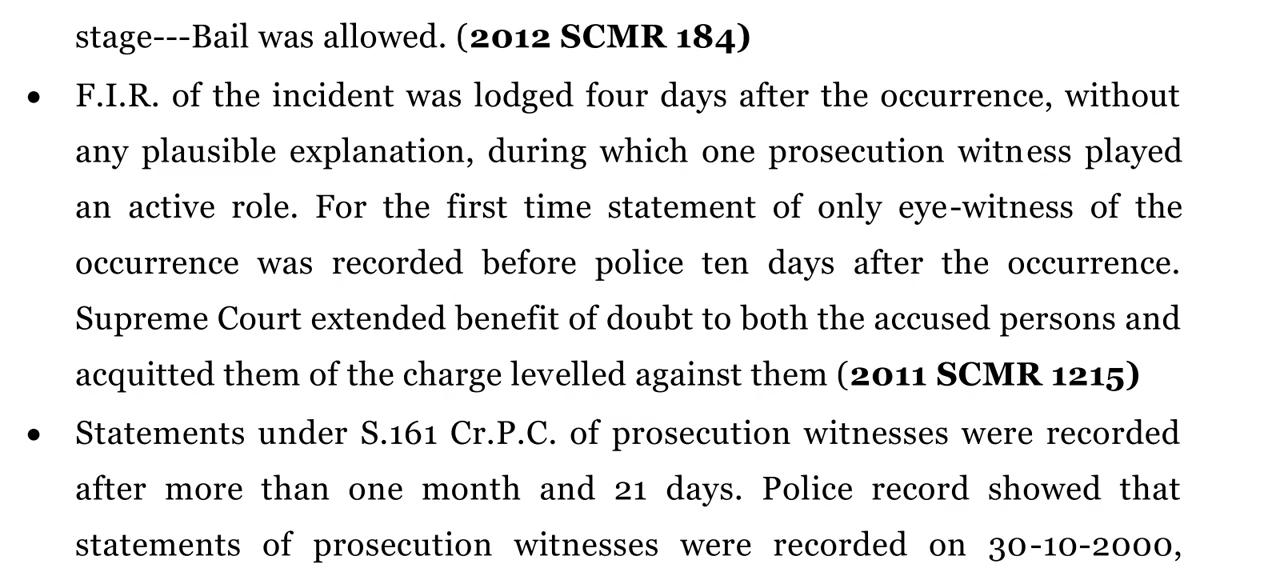 stage---Bail was allowed. (2012 SCMR 184)
• F.I.R. of the incident was lodged four days after the occurrence, without
any plausible explanation, during which one prosecution witness played
an active role. For the first time statement of only eye-witness of the
occurrence was recorded before police ten days after the occurrence.
Supreme Court extended benefit of doubt to both the accused persons and
acquitted them of the charge levelled against them (2011 SCMR 1215)
• Statements under S.161 Cr.P.C. of prosecution witnesses were recorded
after more than one month and 21 days. Police record showed that
statements of prosecution witnesses were recorded on 30-10-2000,